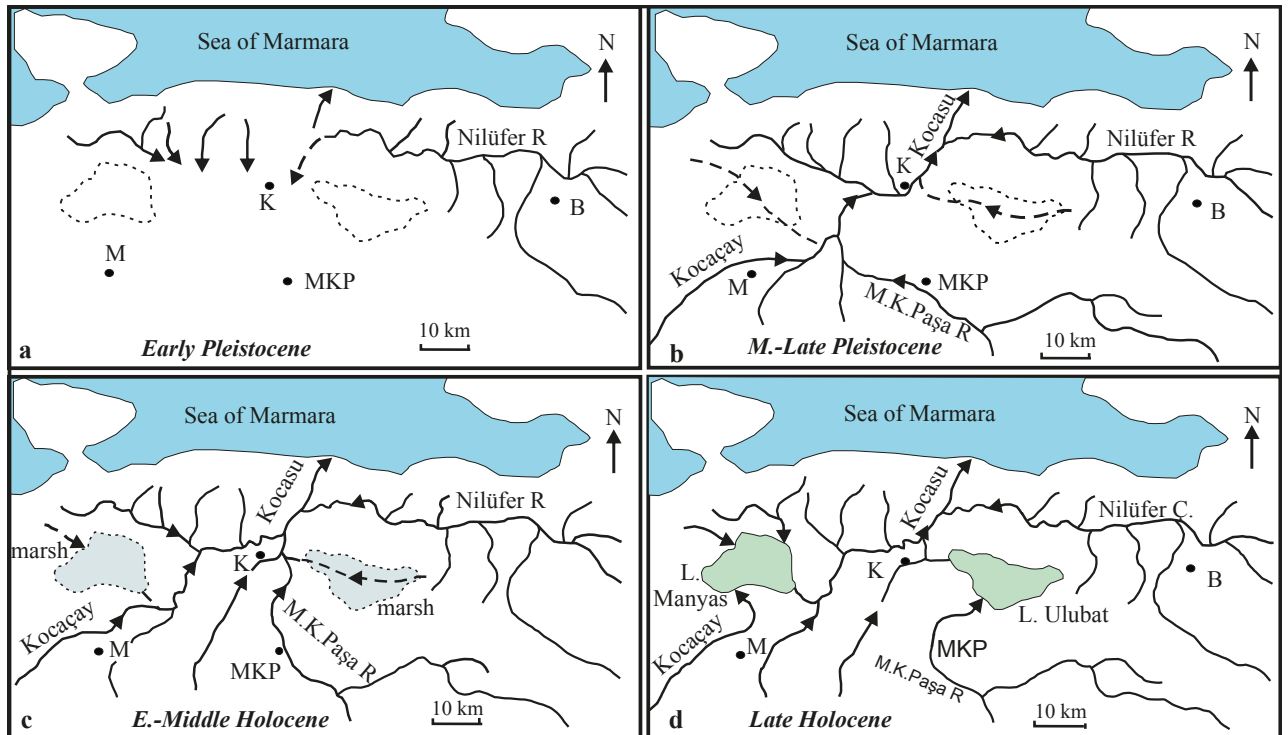 Sea of Marmara
N
Nilüfer R
K
B
M
MKP
10 km
a
Early Pleistocene
Sea of Marmara
N
Kocasu
Nilüfer R
K
B
Kocaçay
M
MKP
M.K.Paşa R
10 km
b
M.-Late Pleistocene
Sea of Marmara
N
Kocasu
Nilüfer R
marsh
K
marsh
Kocaçay
M
M.K.Paşa R
MKP
10 km
c
E.-Middle Holocene
Sea of Marmara
N
Kocasu
Nilüfer C.
K
B
L.
Manyas
L. Ulubat
Kocaçay
M
MKP
M.K.Paşa R
10 km
d
Late Holocene